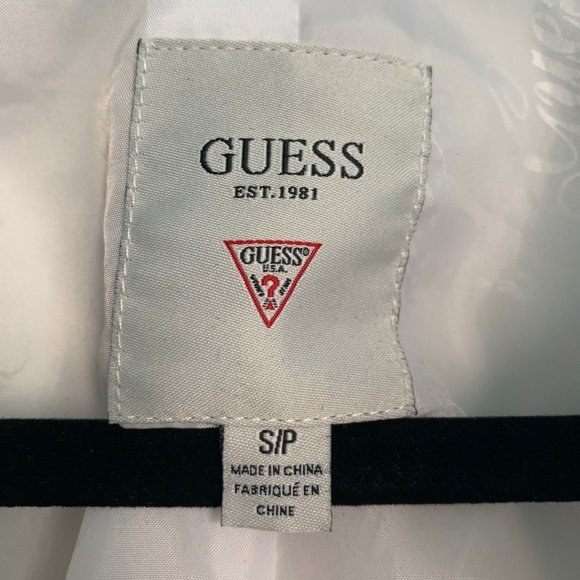 GUESS
EST.1981
GUESS®
U.S.A.
?
S/P
MADE IN CHINA
FABRIQUÉ EN
CHINE